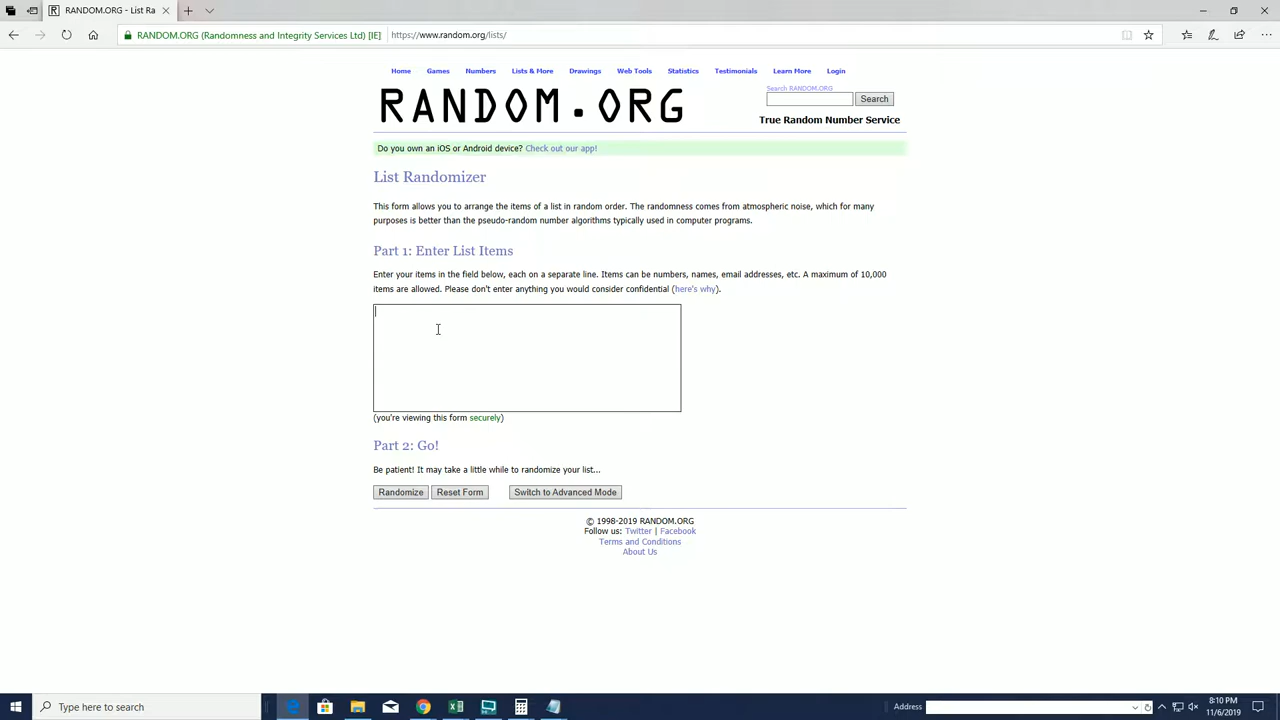 RANDOM.ORG - List Ra
RANDOM.ORG (Randomness and Integrity Services Ltd) [IE]
https://www.random.org/lists/
Home Games Numbers Lists & More Drawings Web Tools Statistics Testimonials Learn More Login
RANDOM.ORG
Search RANDOM.ORG
Search
True Random Number Service
Do you own an iOS or Android device? Check out our app!
List Randomizer
This form allows you to arrange the items of a list in random order. The randomness comes from atmospheric noise, which for many
purposes is better than the pseudo-random number algorithms typically used in computer programs.
Part 1: Enter List Items
Enter your items in the field below, each on a separate line. Items can be numbers, names, email addresses, etc. A maximum of 10,000
items are allowed. Please don't enter anything you would consider confidential (here's why).
(you're viewing this form securely)
Part 2: Go!
Be patient! It may take a little while to randomize your list...
Randomize Reset Form Switch to Advanced Mode
© 1998-2019 RANDOM.ORG
Follow us: Twitter | Facebook
Terms and Conditions
About Us
Type here to search
Address
8:10 PM
11/6/2019